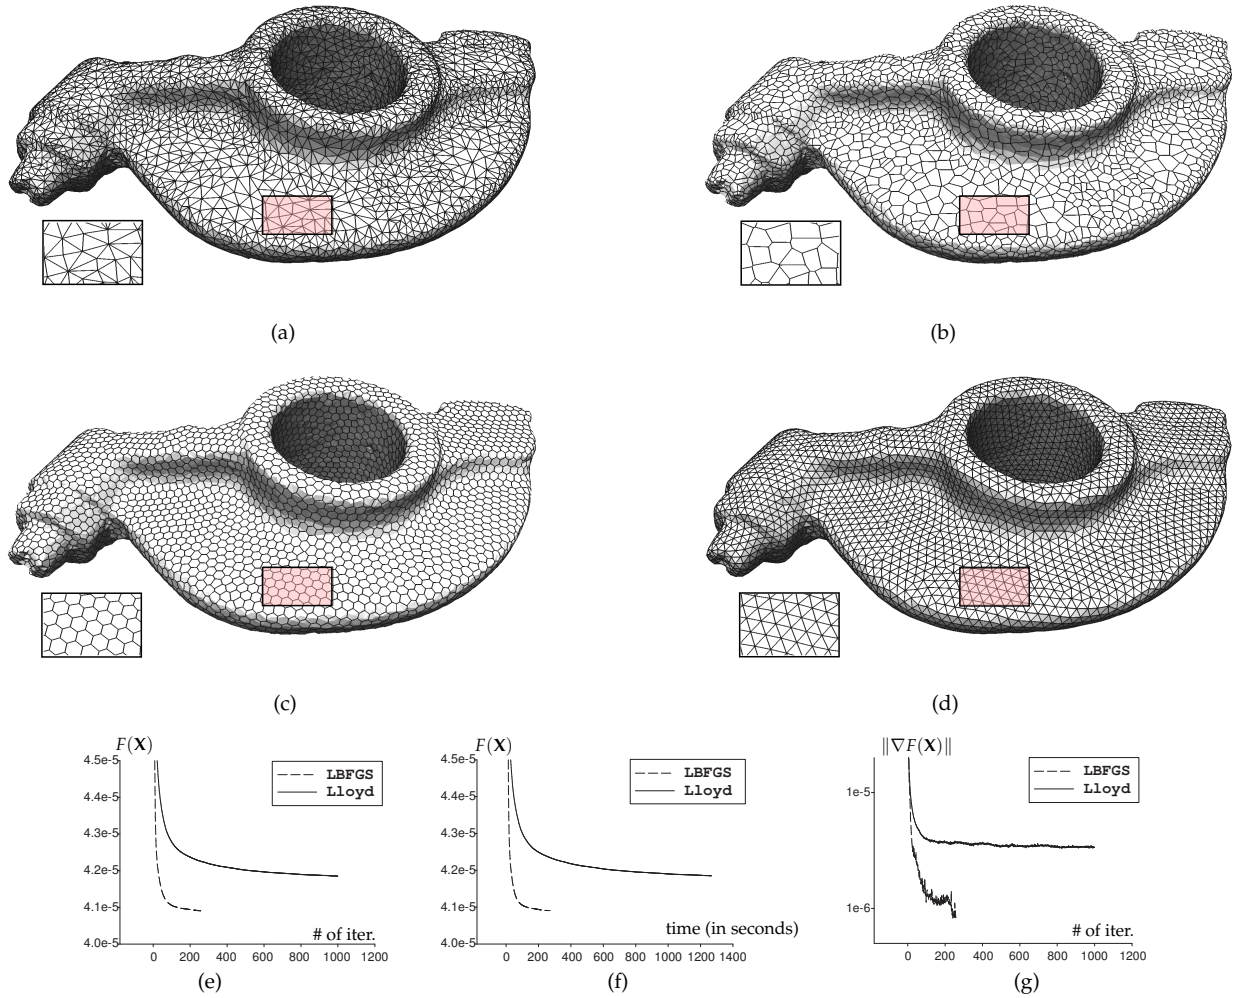 (a)
(b)
(c)
(d)
F(X)
4.5e-5
4.4e-5
4.3e-5
4.2e-5
4.1e-5
4.0e-5
LBFGS
Lloyd
# of iter.
0 200 400 600 800 1000 1200
(e)
F(X)
4.5e-5
4.4e-5
4.3e-5
4.2e-5
4.1e-5
4.0e-5
LBFGS
Lloyd
time (in seconds)
0 200 400 600 800 1000 1200 1400
(f)
‖∇F(X)‖
1e-5
1e-6
LBFGS
Lloyd
# of iter.
0 200 400 600 800 1000 1200
(g)